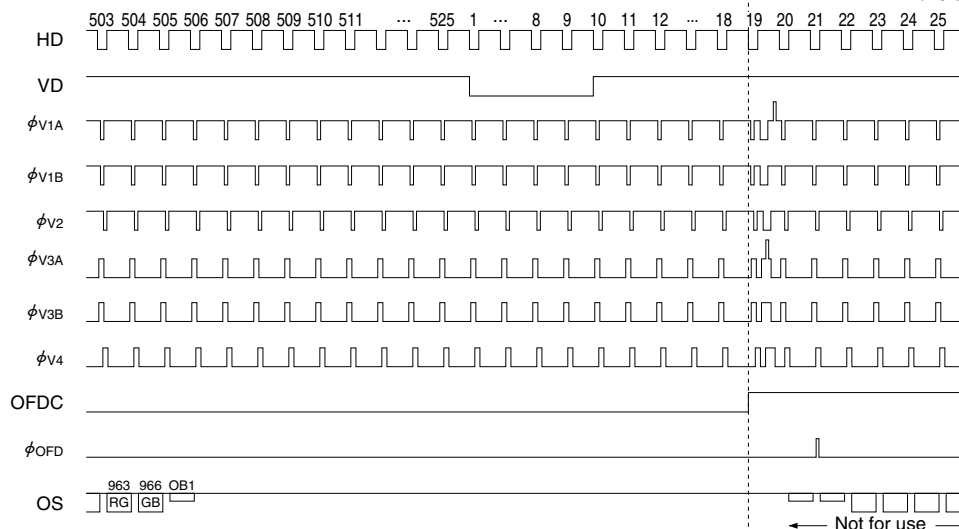 503 504 505 506 507 508 509 510 511 ··· 525 1 ··· 8 9 10 11 12 ··· 18 19 20 21 22 23 24 25
HD
VD
ϕV1A
ϕV1B
ϕV2
ϕV3A
ϕV3B
ϕV4
OFDC
ϕOFD
963 966 OB1
OS RG GB
Not for use